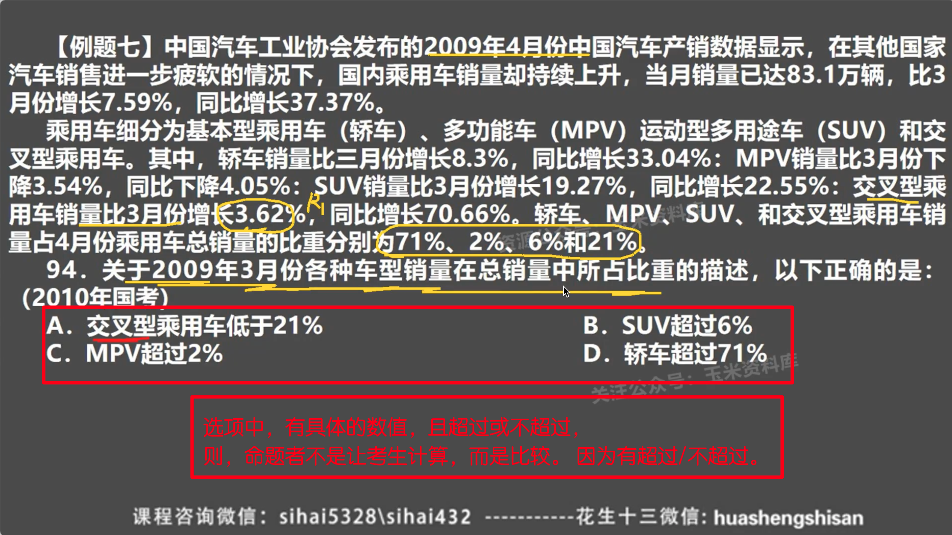 【例题七】中国汽车工业协会发布的2009年4月份中国汽车产销数据显示，在其他国家
汽车销售进一步疲软的情况下，国内乘用车销量却持续上升，当月销量已达83.1万辆，比3
月份增长7.59%，同比增长37.37%。
乘用车细分为基本型乘用车（轿车）、多功能车（MPV）运动型多用途车（SUV）和交
叉型乘用车。其中，轿车销量比三月份增长8.3%，同比增长33.04%：MPV销量比3月份下
降3.54%，同比下降4.05%：SUV销量比3月份增长19.27%，同比增长22.55%：交叉型乘
用车销量比3月份增长3.62%，同比增长70.66%。轿车、MPV、SUV、和交叉型乘用车销
量占4月份乘用车总销量的比重分别为71%、2%、6%和21%。
94．关于2009年3月份各种车型销量在总销量中所占比重的描述，以下正确的是：
（2010年国考）
A．交叉型乘用车低于21% B．SUV超过6%
C．MPV超过2% D．轿车超过71%
关注公众号：玉米资料库
选项中，有具体的数值，且超过或不超过，
则，命题者不是让考生计算，而是比较。因为有超过/不超过。
课程咨询微信：sihai5328\sihai432 -----------花生十三微信: huashengshisan